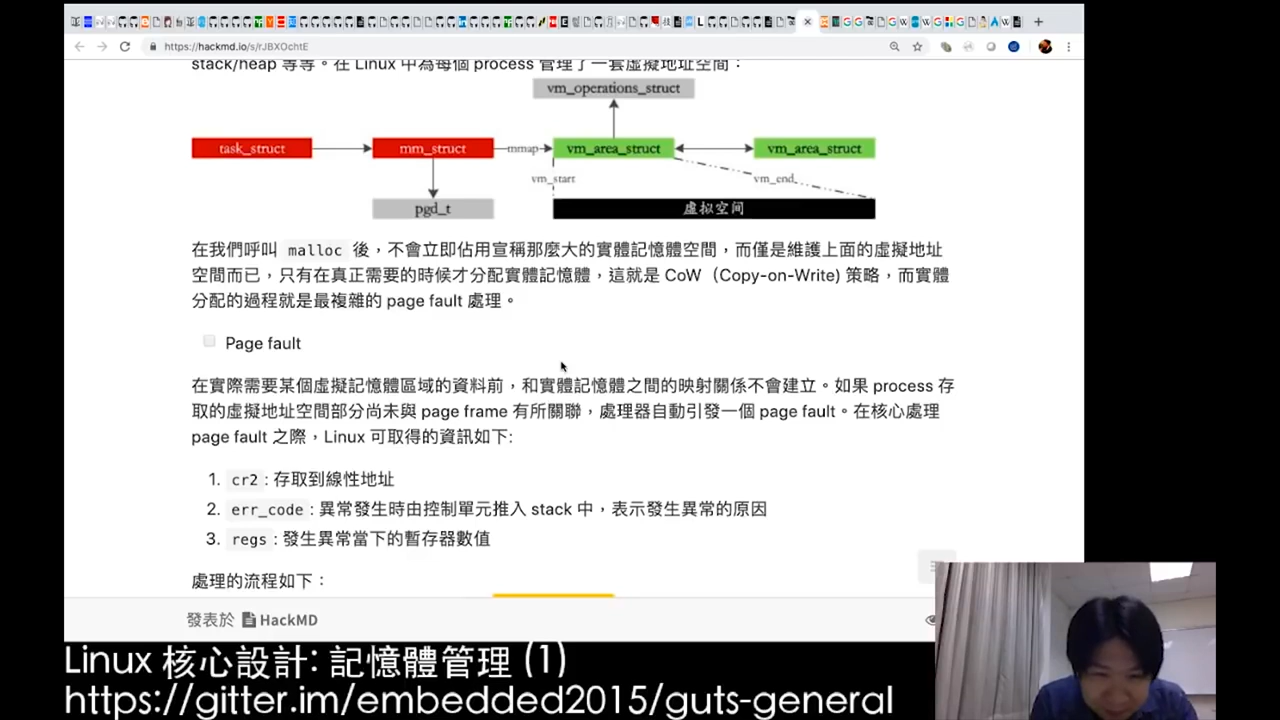 https://hackmd.io/s/rJBXOchtE
stack/heap 等等。在 Linux 中為每個 process 管理了一套虛擬地址空間：
vm_operations_struct
task_struct
mm_struct
mmap
vm_area_struct
vm_area_struct
vm_start
vm_end
pgd_t
虛拟空间
在我們呼叫 malloc 後，不會立即佔用宣稱那麼大的實體記憶體空間，而僅是維護上面的虛擬地址
空間而已，只有在真正需要的時候才分配實體記憶體，這就是 CoW（Copy-on-Write) 策略，而實體
分配的過程就是最複雜的 page fault 處理。
Page fault
在實際需要某個虛擬記憶體區域的資料前，和實體記憶體之間的映射關係不會建立。如果 process 存
取的虛擬地址空間部分尚未與 page frame 有所關聯，處理器自動引發一個 page fault。在核心處理
page fault 之際，Linux 可取得的資訊如下:
1. cr2 : 存取到線性地址
2. err_code : 異常發生時由控制單元推入 stack 中，表示發生異常的原因
3. regs : 發生異常當下的暫存器數值
處理的流程如下：
發表於 HackMD
Linux 核心設計: 記憶體管理 (1)
https://gitter.im/embedded2015/guts-general